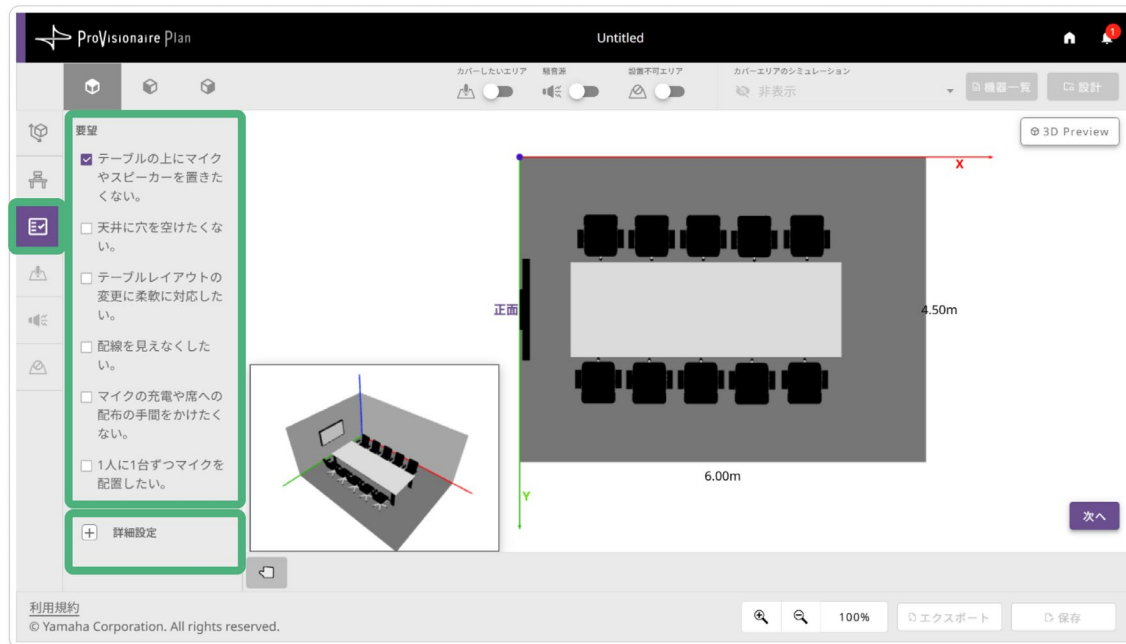 ProVisionaire Plan
Untitled
1
カバーしたいエリア
騒音源
設置不可エリア
カバーエリアのシミュレーション
非表示
機器一覧
設計
要望
テーブルの上にマイク
やスピーカーを置きた
くない。
天井に穴を空けたくな
い。
テーブルレイアウトの
変更に柔軟に対応した
い。
配線を見えなくした
い。
マイクの充電や席への
配布の手間をかけたく
ない。
1人に1台ずつマイクを
配置したい。
詳細設定
3D Preview
X
正面
4.50m
6.00m
Y
次へ
利用規約
© Yamaha Corporation. All rights reserved.
100%
エクスポート
保存